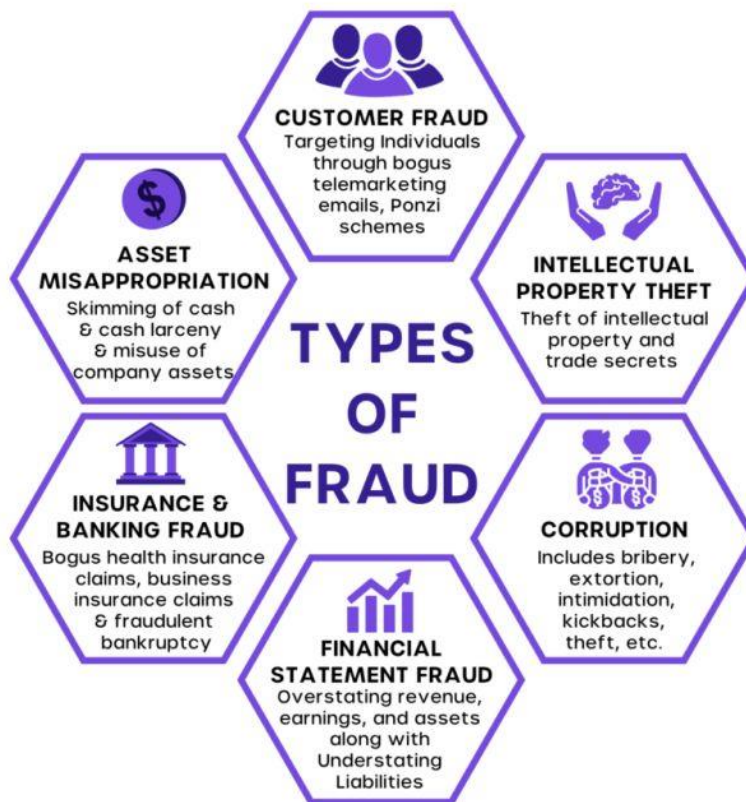 CUSTOMER FRAUD
Targeting Individuals
through bogus
telemarketing
emails, Ponzi
schemes
ASSET
MISAPPROPRIATION
Skimming of cash
& cash larceny
& misuse of
company assets
INTELLECTUAL
PROPERTY THEFT
Theft of intellectual
property and
trade secrets
TYPES
OF
FRAUD
INSURANCE &
BANKING FRAUD
Bogus health insurance
claims, business
insurance claims
& fraudulent
bankruptcy
CORRUPTION
Includes bribery,
extortion,
intimidation,
kickbacks,
theft, etc.
FINANCIAL
STATEMENT FRAUD
Overstating revenue,
earnings, and assets
along with
Understating
Liabilities